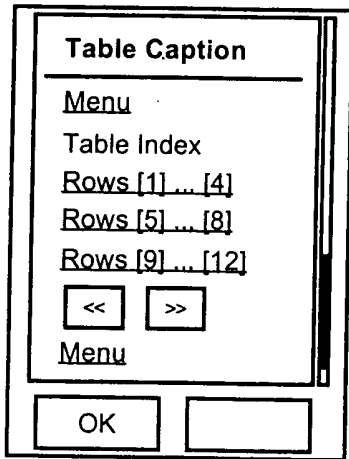 Table Caption
Menu
Table Index
Rows [1] ... [4]
Rows [5] ... [8]
Rows [9] ... [12]
<< >>
Menu
OK